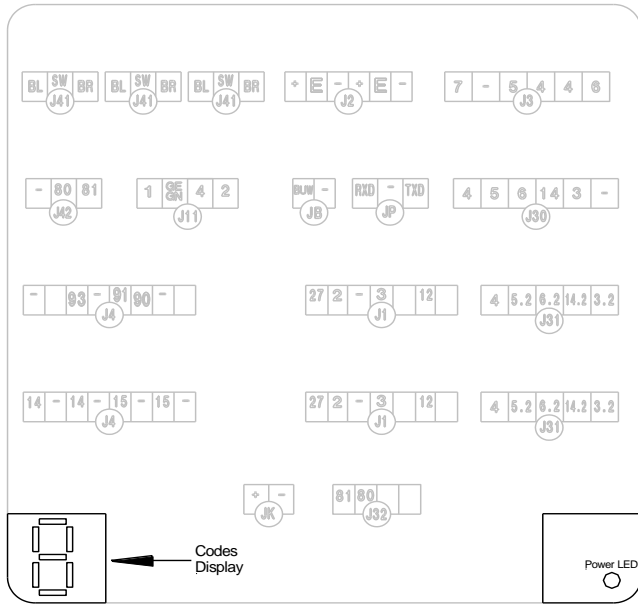 BL SW BR BL SW BR BL SW BR + E - + E - 7 - 5 4 4 6
J41 J41 J41 J2 J3
- 80 81 1 GE GN 4 2 BUW - RXD - TXD 4 5 6 14 3 -
J42 J11 JB JP J30
- 93 - 91 90 - 27 2 - 3 12 4 5.2 6.2 14.2 3.2
J4 J1 J31
14 - 14 - 15 - 15 - 27 2 - 3 12 4 5.2 6.2 14.2 3.2
J4 J1 J31
+ - 81 80
JK J32
Codes
Display
Power LED